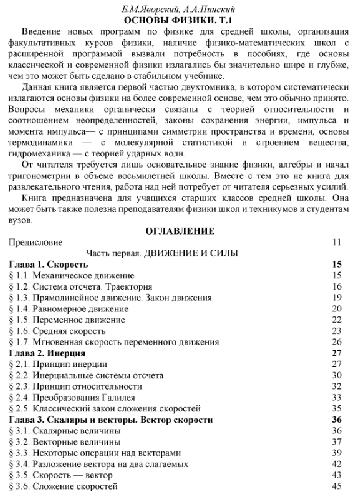 Б.М.Яворский, А.А.Пинский
ОСНОВЫ ФИЗИКИ. Т.1
Введение новых программ по физике для средней школы, организация
факультативных курсов физики, наличие физико-математических школ с
расширенной программой вызвали потребность в пособиях, где основы
классической и современной физики излагались бы значительно шире и глубже,
чем это может быть сделано в стабильном учебнике.
Данная книга является первой частью двухтомника, в котором систематически
излагаются основы физики на более современной основе, чем это обычно принято.
Вопросы механики органически связаны с теорией относительности и
соотношением неопределенностей, законы сохранения энергии, импульса и
момента импульса— с принципами симметрии пространства и времени, основы
термодинамики — с молекулярной статистикой и строением вещества,
гидромеханика — с теорией ударных волн.
От читателя требуется лишь основательное знание физики, алгебры и начал
тригонометрии в объеме восьмилетней школы. Вместе с тем это не книга для
развлекательного чтения, работа над ней потребует от читателя серьезных усилий.
Книга предназначена для учащихся старших классов средней школы. Она
может быть также полезна преподавателям физики школ и техникумов и студентам
вузов.
ОГЛАВЛЕНИЕ
Предисловие 11
Часть первая. ДВИЖЕНИЕ И СИЛЫ
Глава 1. Скорость 15
§ 1.1. Механическое движение 15
§ 1.2. Система отсчета. Траектория 16
§ 1.3. Прямолинейное движение. Закон движения 19
§ 1.4. Равномерное движение 20
§ 1.5. Переменное движение 22
§ 1.6. Средняя скорость 23
§ 1.7. Мгновенная скорость переменного движения 26
Глава 2. Инерция 27
§ 2.1. Принцип инерции 27
§ 2.2. Инерциальные системы отсчета 30
§ 2.3. Принцип относительности 32
§ 2.4. Преобразования Галилея 33
§ 2.5. Классический закон сложения скоростей 35
Глава 3. Скаляры и векторы. Вектор скорости 36
§ 3.1. Скалярные величины 36
§ 3.2. Векторные величины 37
§ 3.3. Некоторые операции над векторами 39
§ 3.4. Разложение вектора на два слагаемых 42
§ 3.5. Скорость — вектор 43
§ 3.6. Сложение скоростей 45